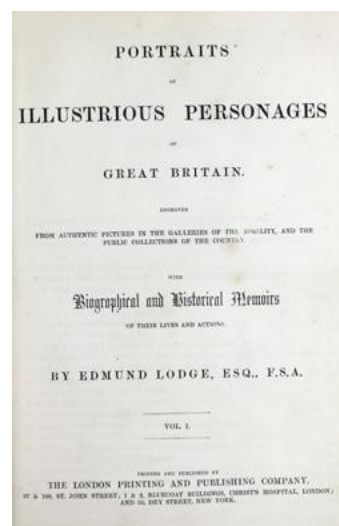 PORTRAITS
OF
ILLUSTRIOUS PERSONAGES
OF
GREAT BRITAIN.
ENGRAVED
FROM AUTHENTIC PICTURES IN THE GALLERIES OF THE NOBILITY, AND THE
PUBLIC COLLECTIONS OF THE COUNTRY.
WITH
Biographical and Historical Memoirs
OF THEIR LIVES AND ACTIONS.
BY EDMUND LODGE, ESQ., F.S.A.
VOL. I.
PRINTED AND PUBLISHED BY
THE LONDON PRINTING AND PUBLISHING COMPANY,
97 & 100, ST. JOHN STREET; 1 & 2, BLUECOAT BUILDINGS, CHRIST'S HOSPITAL, LONDON;
AND 55, DEY STREET, NEW YORK.